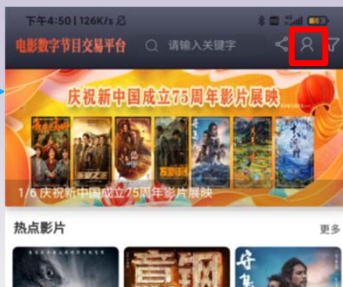 下午4:50 | 126K/s
电影数字节目交易平台
请输入关键字
庆祝新中国成立75周年影片展映
1/6 庆祝新中国成立75周年影片展映
热点影片
更多